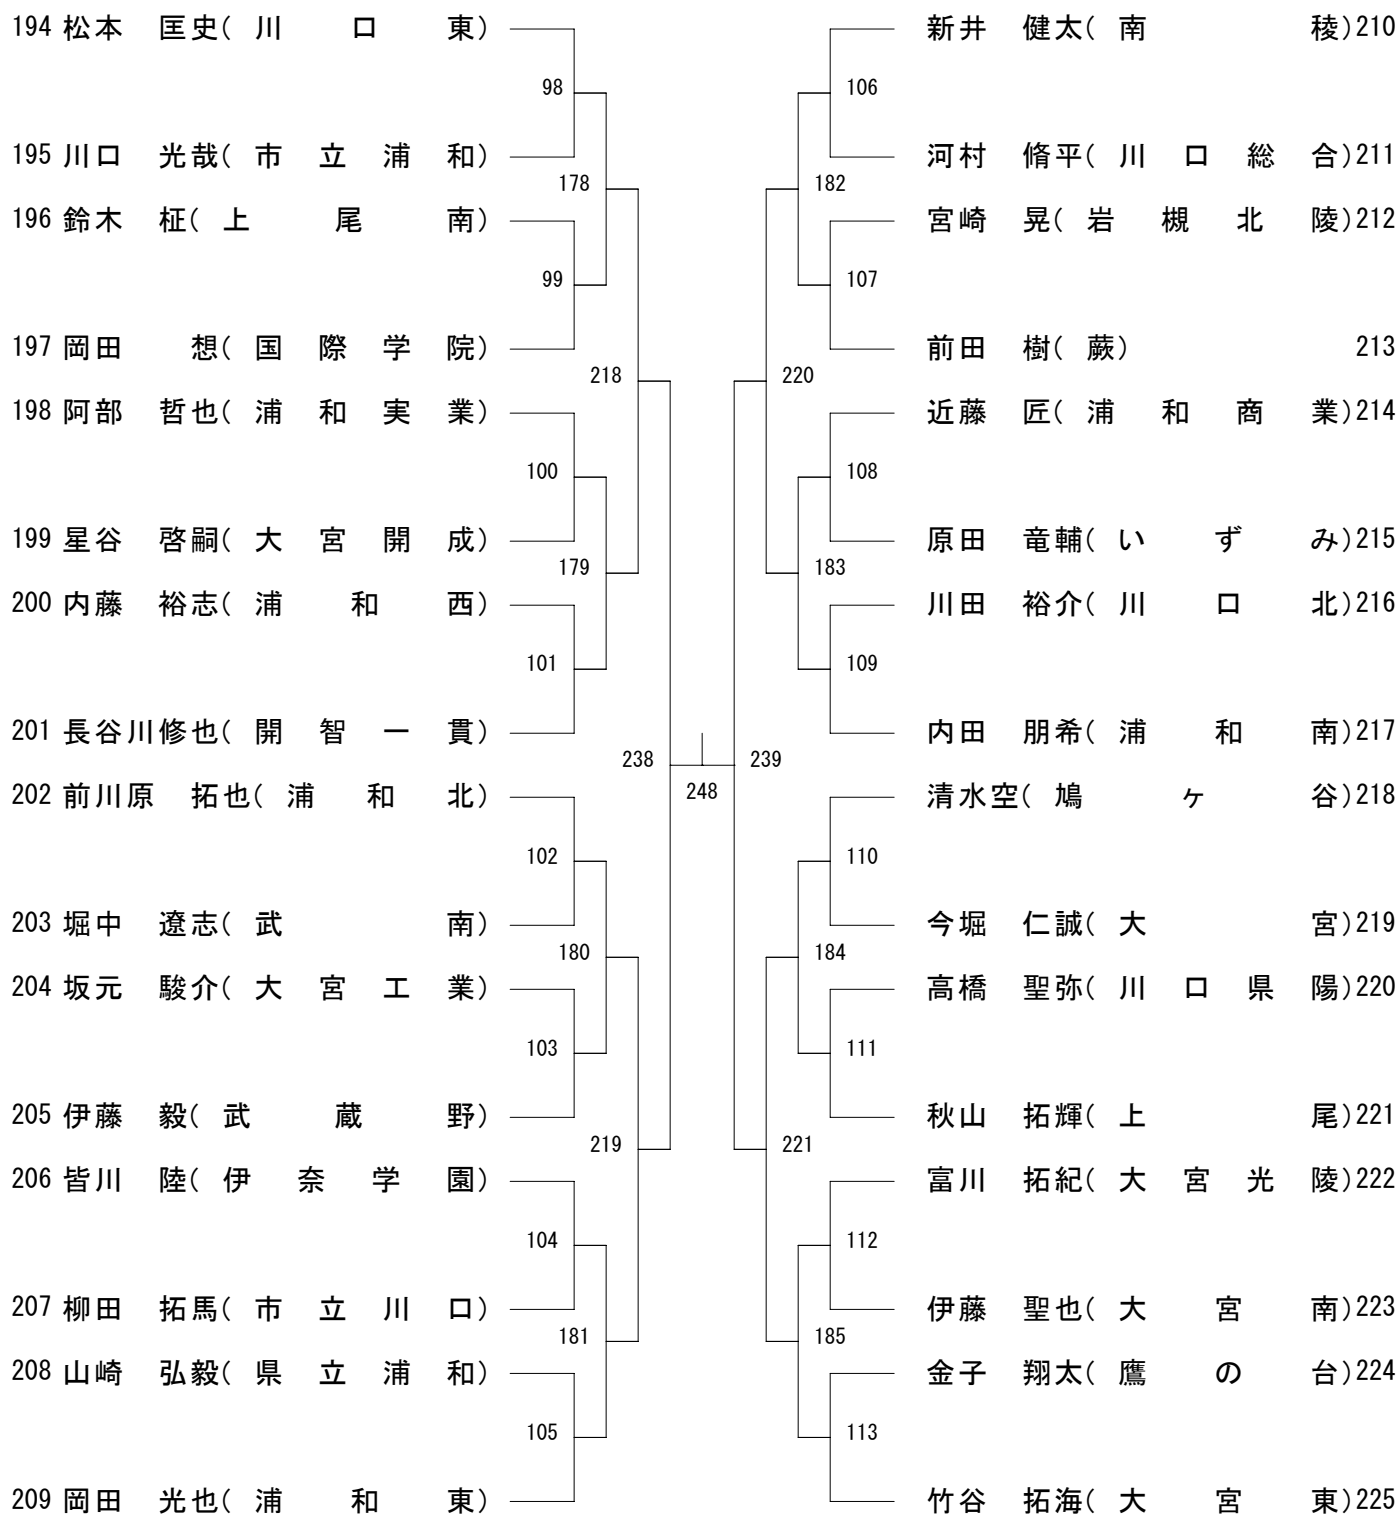 194 松本 匡史( 川 口 東)
98
195 川口 光哉( 市 立 浦 和)
178
196 鈴木 柾( 上 尾 南)
99
197 岡田 想( 国 際 学 院)
218
198 阿部 哲也( 浦 和 実 業)
100
199 星谷 啓嗣( 大 宮 開 成)
179
200 内藤 裕志( 浦 和 西)
101
201 長谷川修也( 開 智 一 貫)
238
202 前川原 拓也( 浦 和 北)
102
203 堀中 遼志( 武 南)
180
204 坂元 駿介( 大 宮 工 業)
103
205 伊藤 毅( 武 蔵 野)
219
206 皆川 陸( 伊 奈 学 園)
104
207 柳田 拓馬( 市 立 川 口)
181
208 山崎 弘毅( 県 立 浦 和)
105
209 岡田 光也( 浦 和 東)
248
新井 健太( 南 稜)210
106
河村 脩平( 川 口 総 合)211
182
宮崎 晃( 岩 槻 北 陵)212
107
前田 樹( 蕨) 213
220
近藤 匠( 浦 和 商 業)214
108
原田 竜輔( い ず み)215
183
川田 裕介( 川 口 北)216
109
内田 朋希( 浦 和 南)217
239
清水空( 鳩 ヶ 谷)218
110
今堀 仁誠( 大 宮)219
184
高橋 聖弥( 川 口 県 陽)220
111
秋山 拓輝( 上 尾)221
221
富川 拓紀( 大 宮 光 陵)222
112
伊藤 聖也( 大 宮 南)223
185
金子 翔太( 鷹 の 台)224
113
竹谷 拓海( 大 宮 東)225